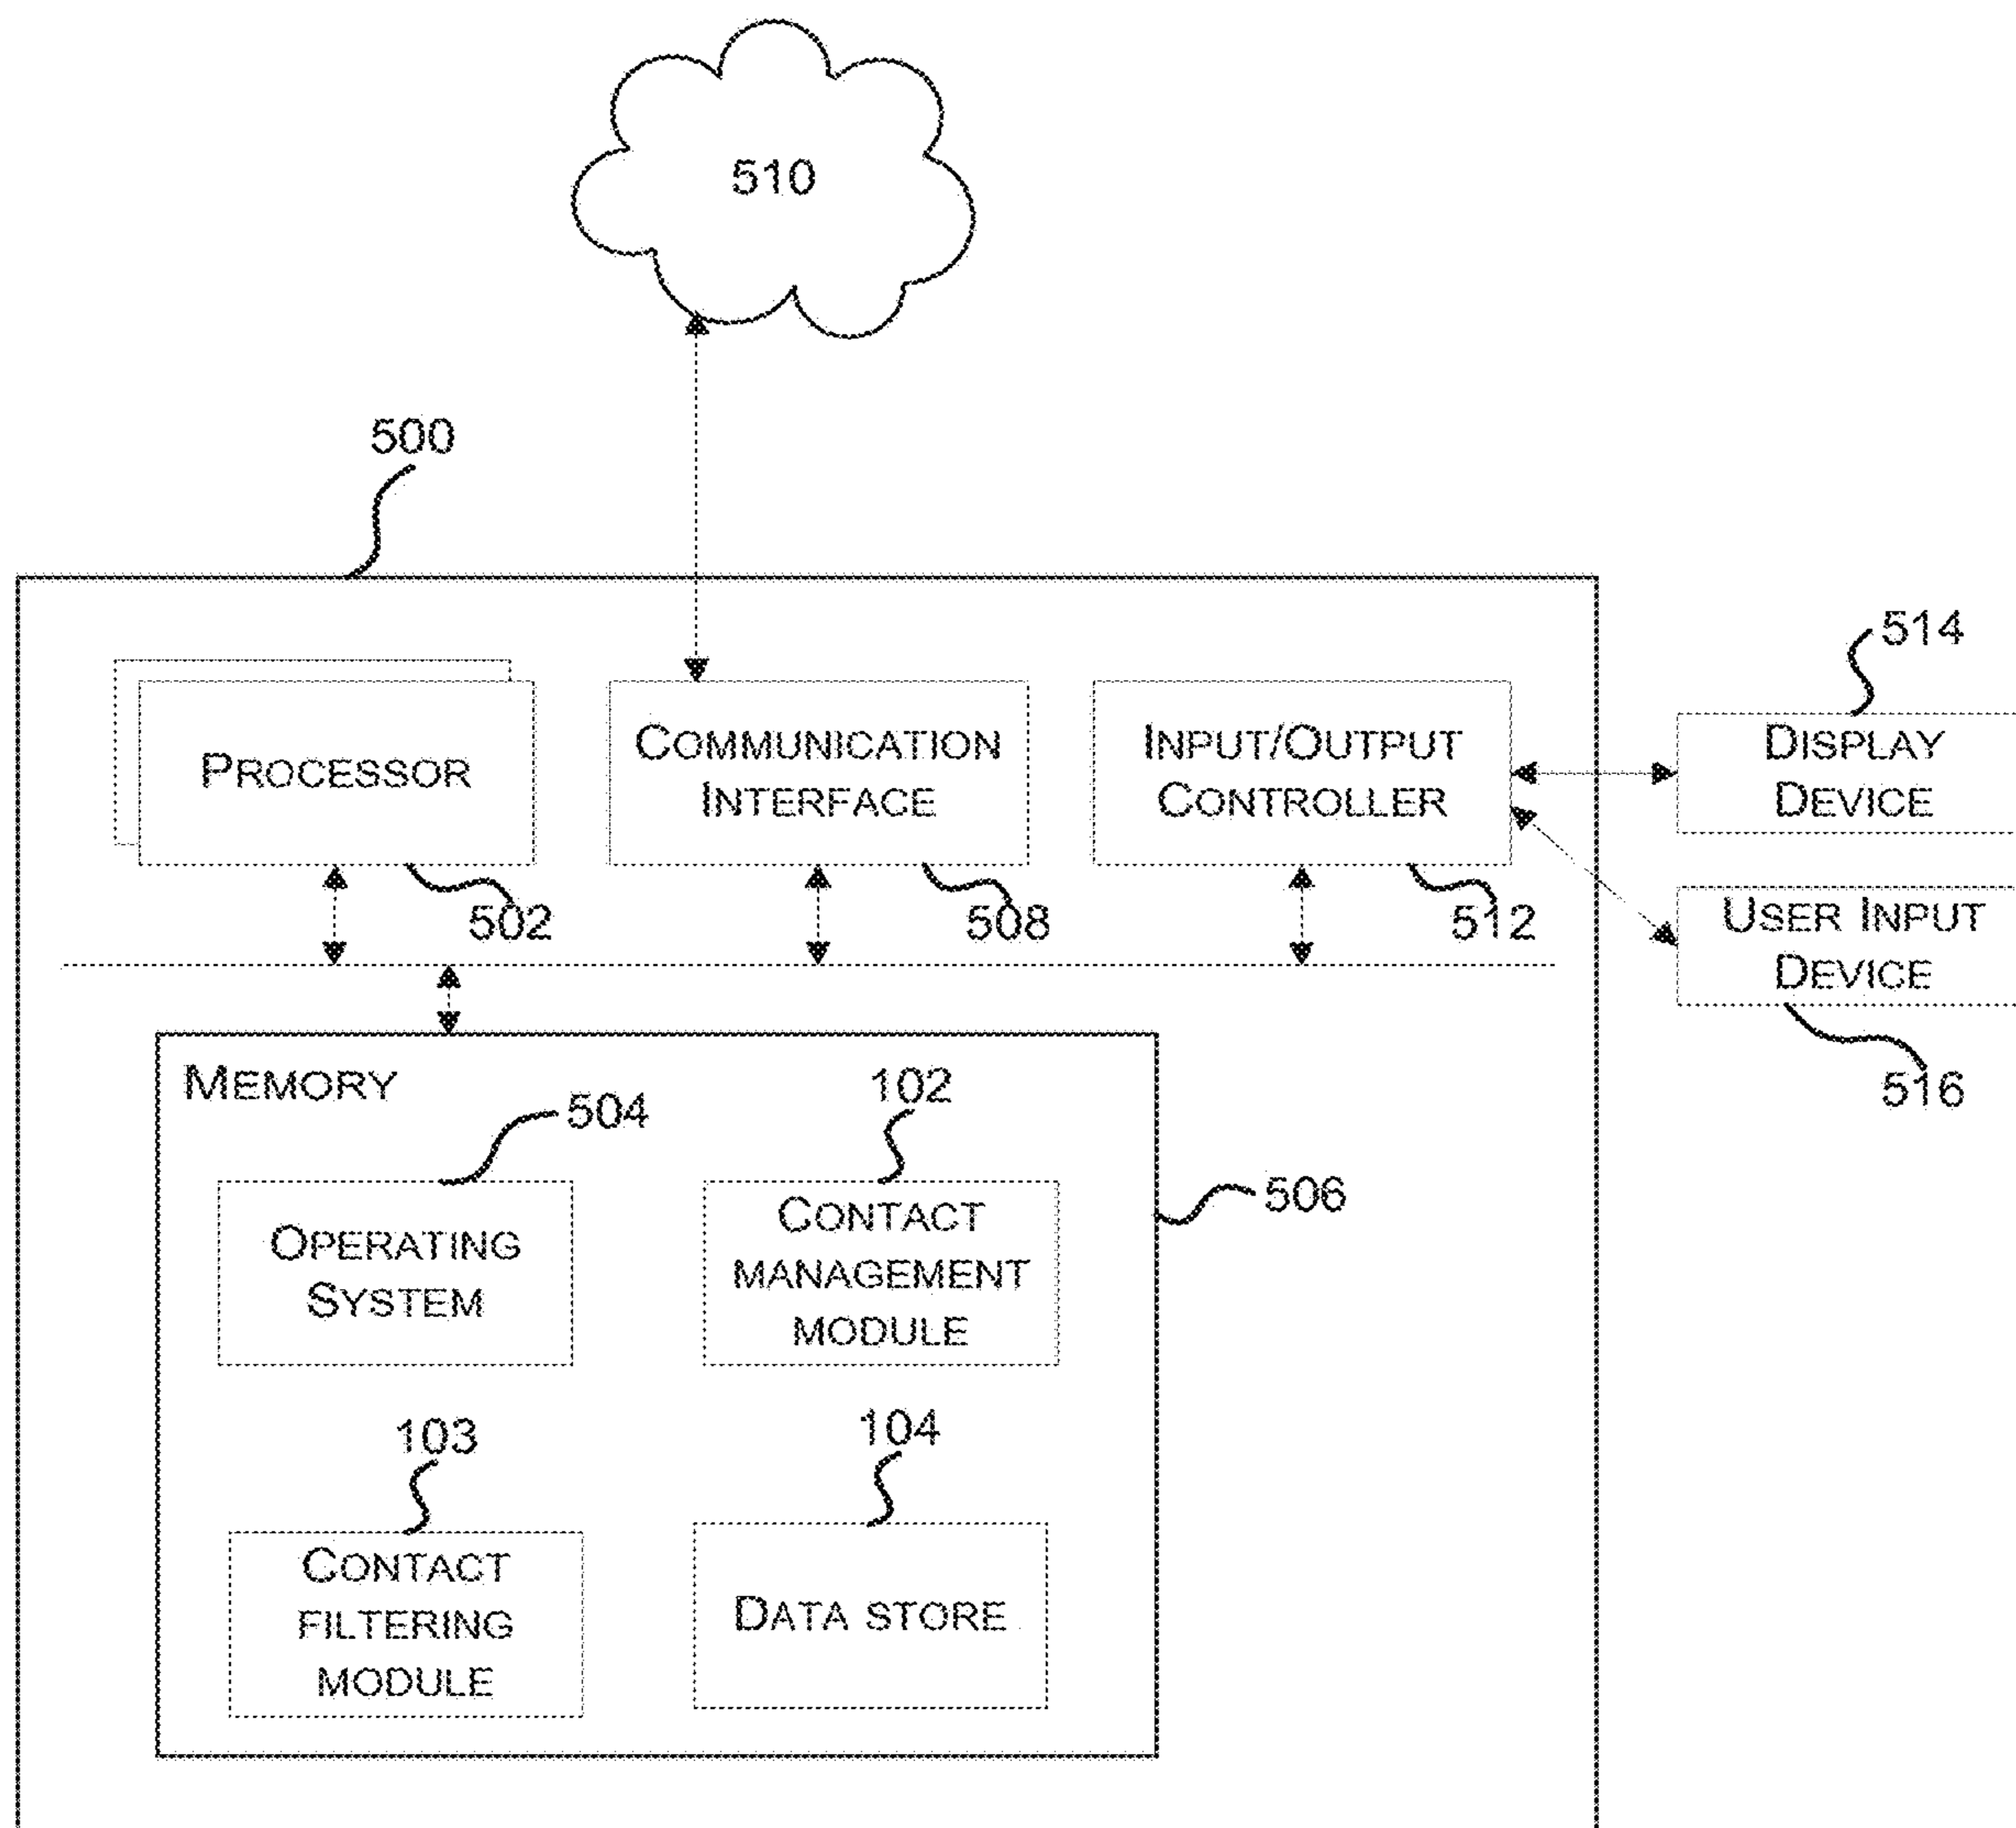 510
500
514
PROCESSOR
COMMUNICATION
INTERFACE
INPUT/OUTPUT
CONTROLLER
DISPLAY
DEVICE
502
508
512
USER INPUT
DEVICE
516
MEMORY
504
102
506
OPERATING
SYSTEM
CONTACT
MANAGEMENT
MODULE
103
104
CONTACT
FILTERING
MODULE
DATA STORE